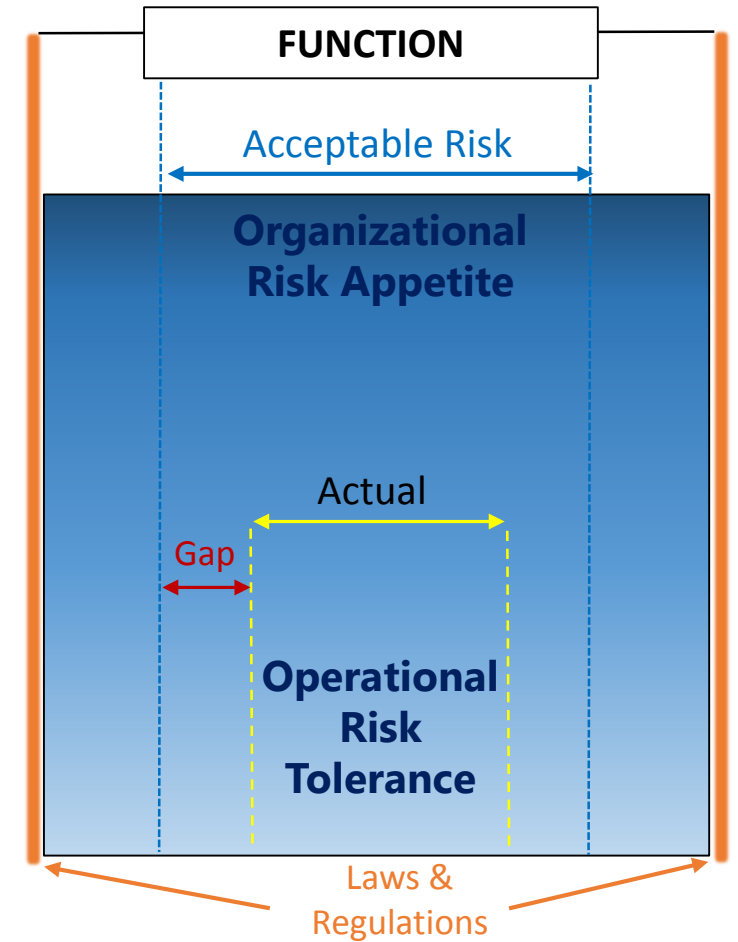 FUNCTION
Acceptable Risk
Organizational
Risk Appetite
Actual
Gap
Operational
Risk
Tolerance
Laws &
Regulations